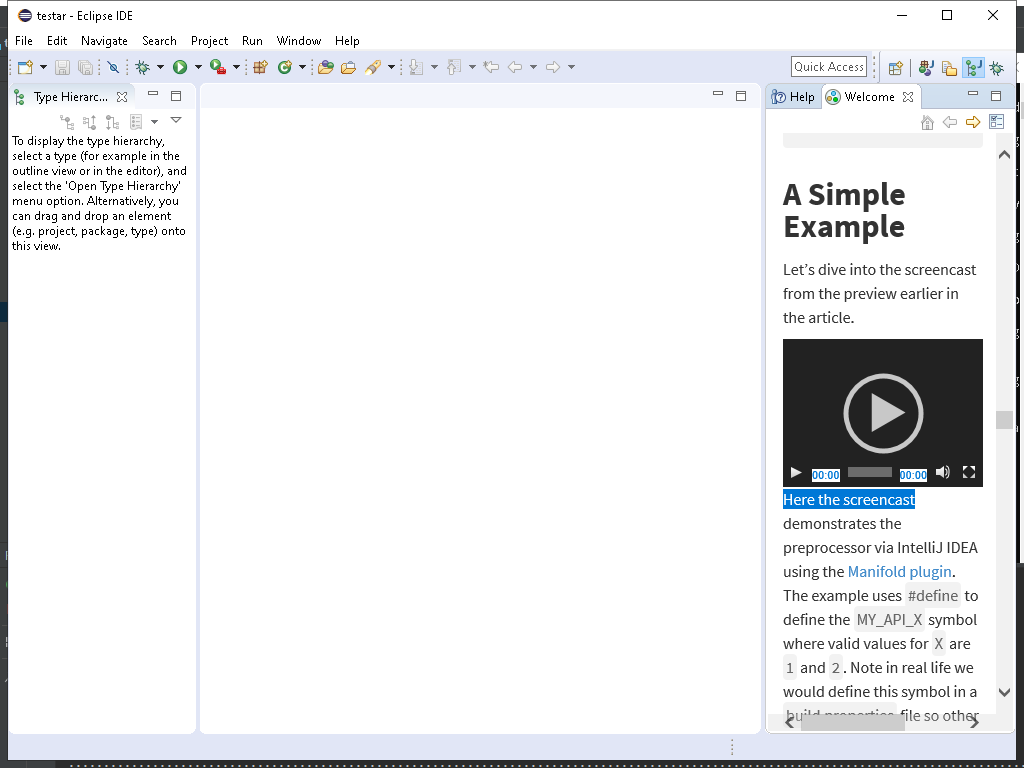 testar - Eclipse IDE
File Edit Navigate Search Project Run Window Help
Quick Access
Type Hierarc...
Help Welcome
To display the type hierarchy,
select a type (for example in the
outline view or in the editor), and
select the 'Open Type Hierarchy'
menu option. Alternatively, you
can drag and drop an element
(e.g. project, package, type) onto
this view.
A Simple
Example
Let’s dive into the screencast
from the preview earlier in
the article.
00:00 00:00
Here the screencast
demonstrates the
preprocessor via IntelliJ IDEA
using the Manifold plugin.
The example uses #define to
define the MY_API_X symbol
where valid values for X are
1 and 2. Note in real life we
would define this symbol in a
build.properties file so other